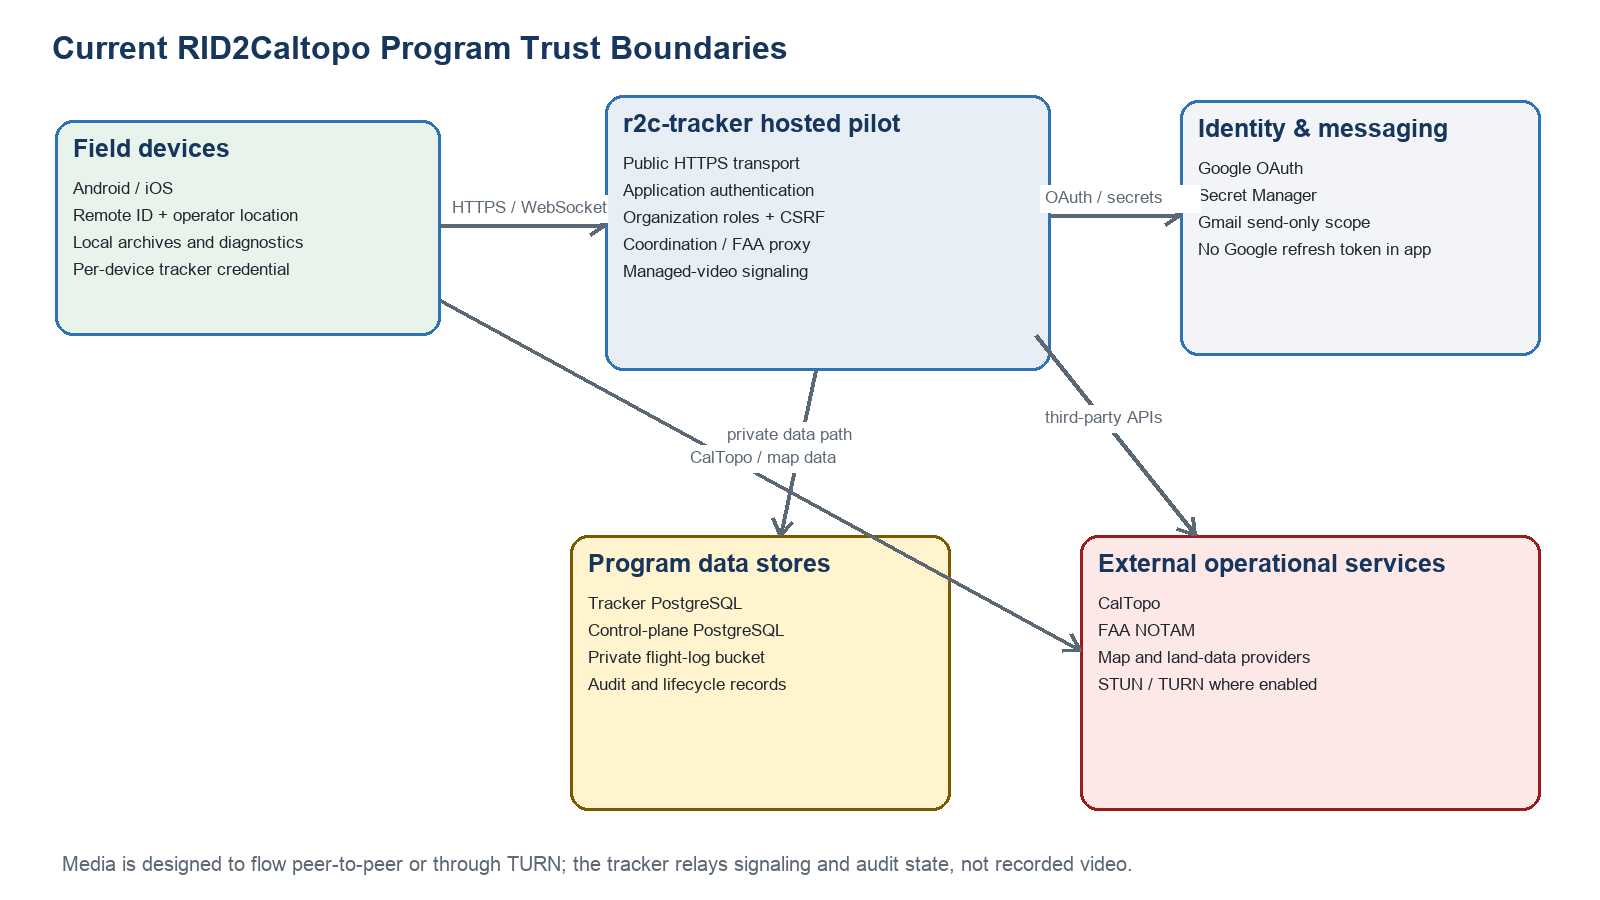 Current RID2Caltopo Program Trust Boundaries
Field devices
Android / iOS
Remote ID + operator location
Local archives and diagnostics
Per-device tracker credential
HTTPS / WebSocket
r2c-tracker hosted pilot
Public HTTPS transport
Application authentication
Organization roles + CSRF
Coordination / FAA proxy
Managed-video signaling
OAuth / secrets
Identity & messaging
Google OAuth
Secret Manager
Gmail send-only scope
No Google refresh token in app
private data path
CalTopo / map data
third-party APIs
Program data stores
Tracker PostgreSQL
Control-plane PostgreSQL
Private flight-log bucket
Audit and lifecycle records
External operational services
CalTopo
FAA NOTAM
Map and land-data providers
STUN / TURN where enabled
Media is designed to flow peer-to-peer or through TURN; the tracker relays signaling and audit state, not recorded video.